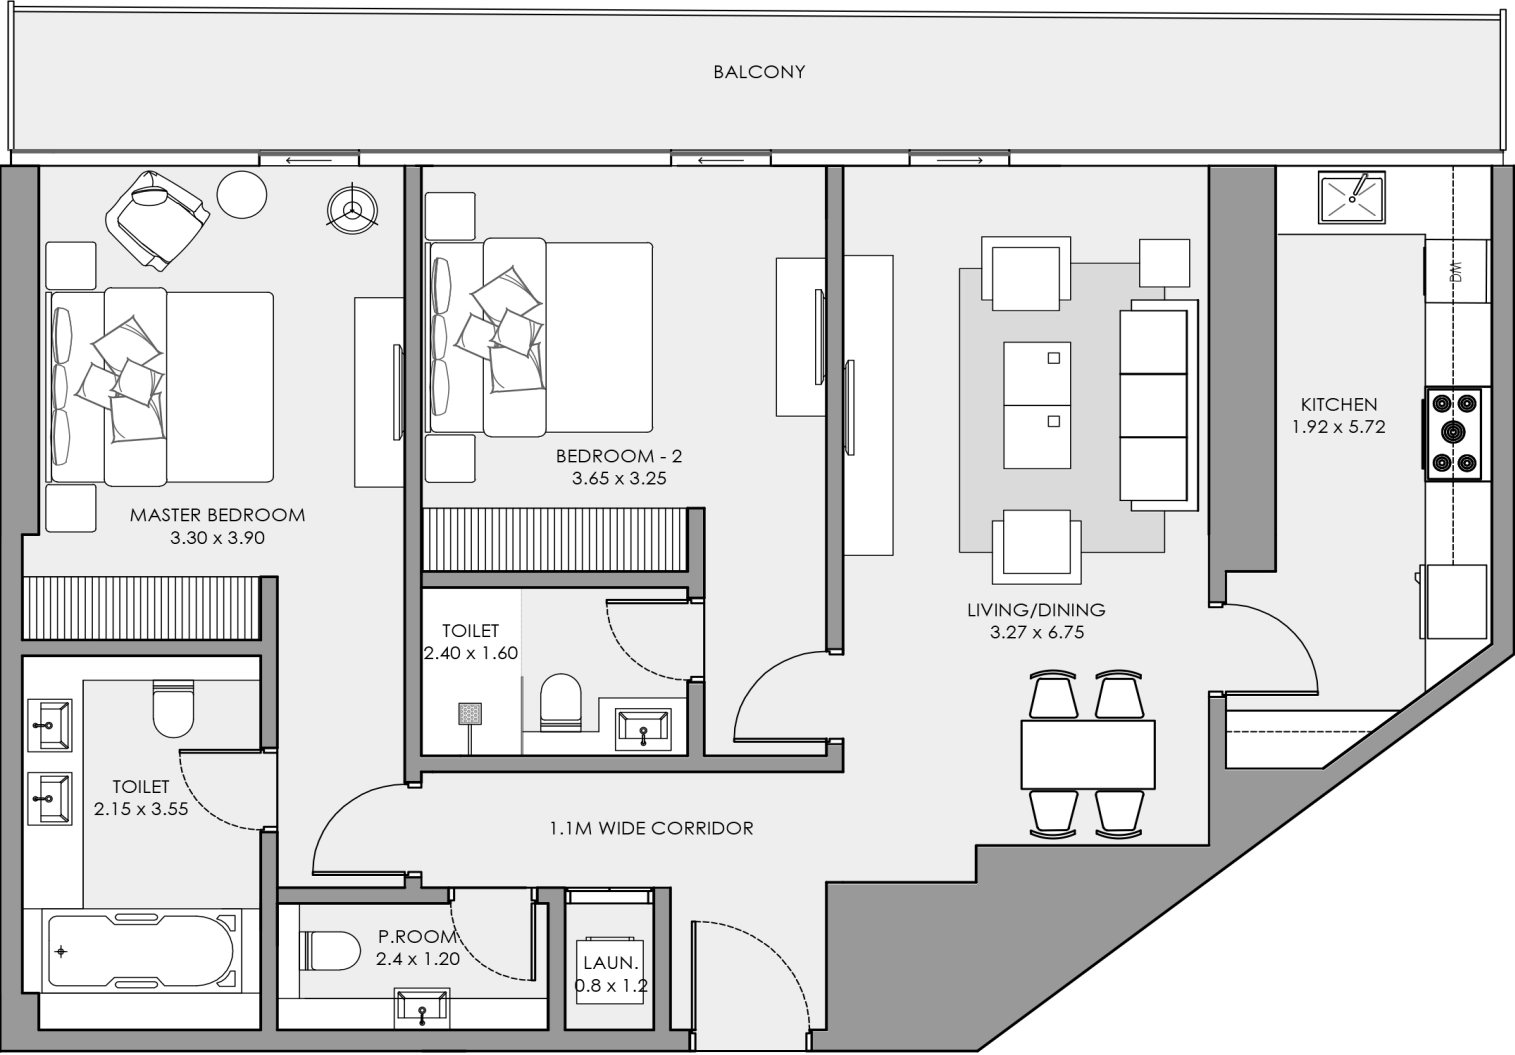 BALCONY
MASTER BEDROOM
3.30 x 3.90
BEDROOM - 2
3.65 x 3.25
KITCHEN
1.92 x 5.72
DW
LIVING/DINING
3.27 x 6.75
TOILET
2.40 x 1.60
TOILET
2.15 x 3.55
1.1M WIDE CORRIDOR
P.ROOM
2.4 x 1.20
LAUN.
0.8 x 1.2